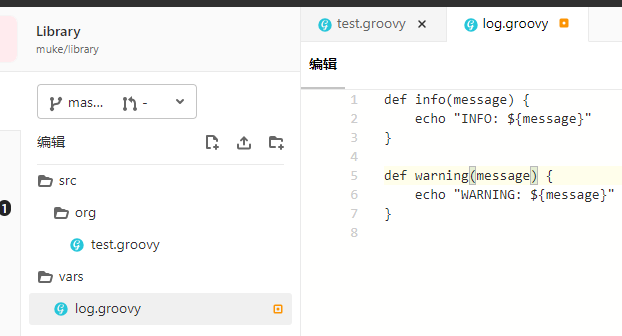 Library
muke/library
mas... -
编辑
src
org
test.groovy
vars
log.groovy
1
test.groovy ×
log.groovy
编辑
1 def info(message) {
2 echo "INFO: ${message}"
3 }
4
5 def warning(message) {
6 echo "WARNING: ${message}"
7 }
8